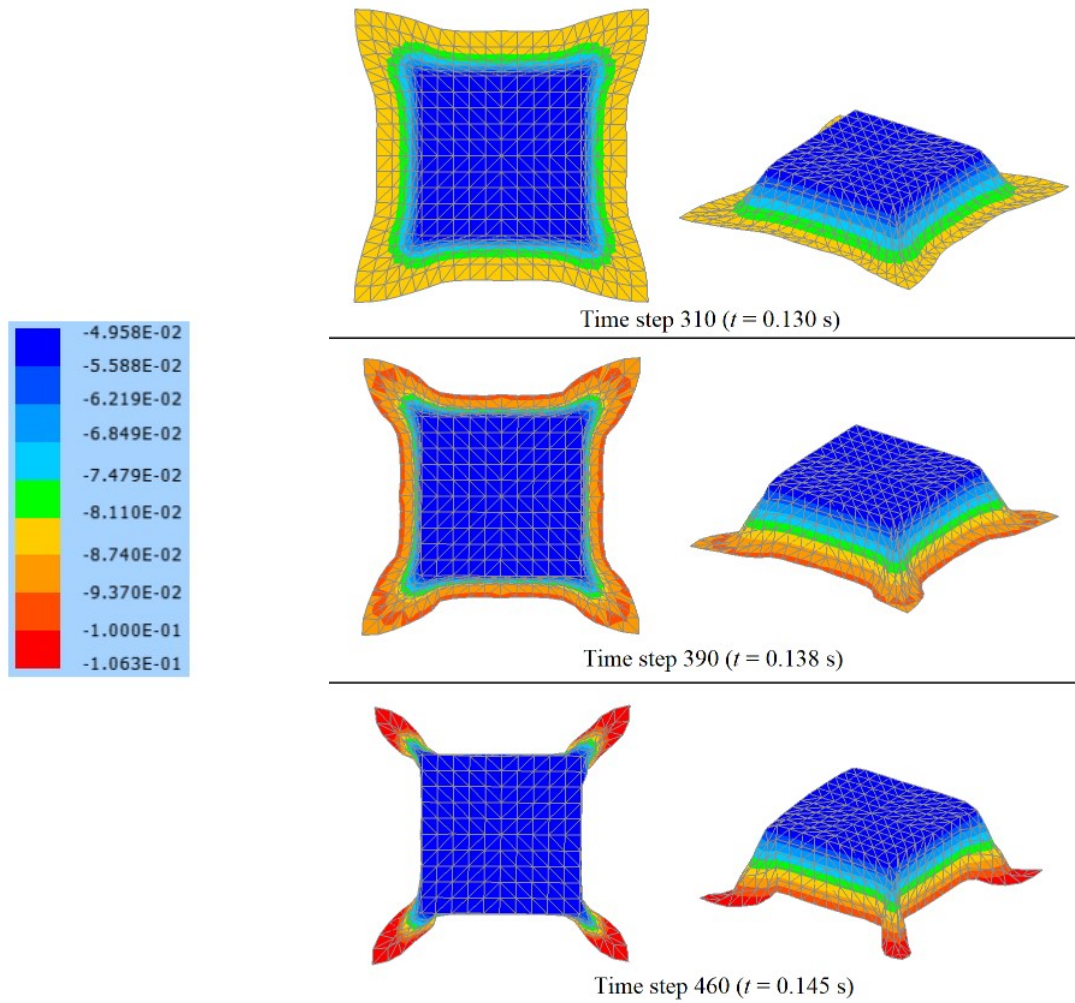 Time step 310 (t = 0.130 s)
-4.958E-02
-5.588E-02
-6.219E-02
-6.849E-02
-7.479E-02
-8.110E-02
-8.740E-02
-9.370E-02
-1.000E-01
-1.063E-01
Time step 390 (t = 0.138 s)
Time step 460 (t = 0.145 s)